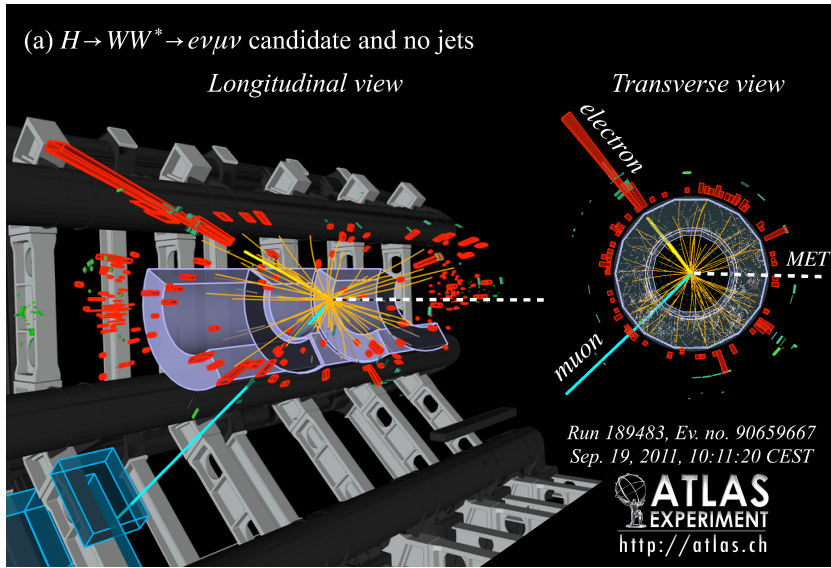 (a) H→WW*→eνμν candidate and no jets
Longitudinal view
Transverse view
electron
MET
muon
Run 189483, Ev. no. 90659667
Sep. 19, 2011, 10:11:20 CEST
ATLAS
EXPERIMENT
http://atlas.ch